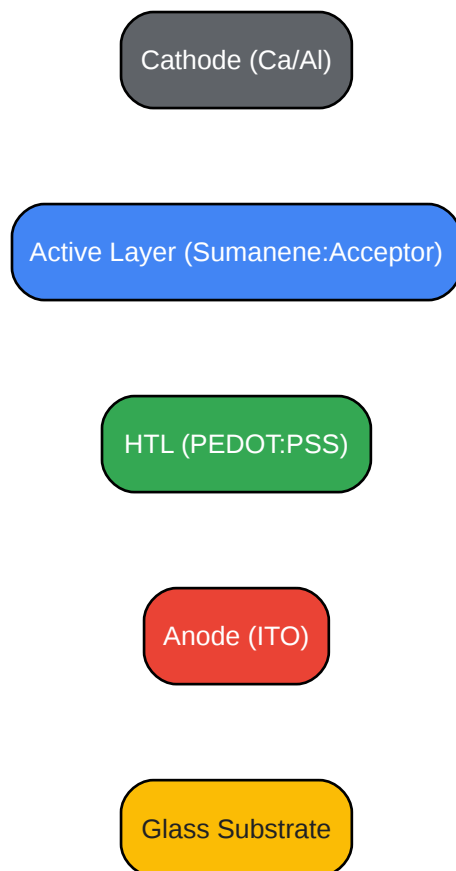 Cathode (Ca/Al)
Active Layer (Sumanene:Acceptor)
HTL (PEDOT:PSS)
Anode (ITO)
Glass Substrate